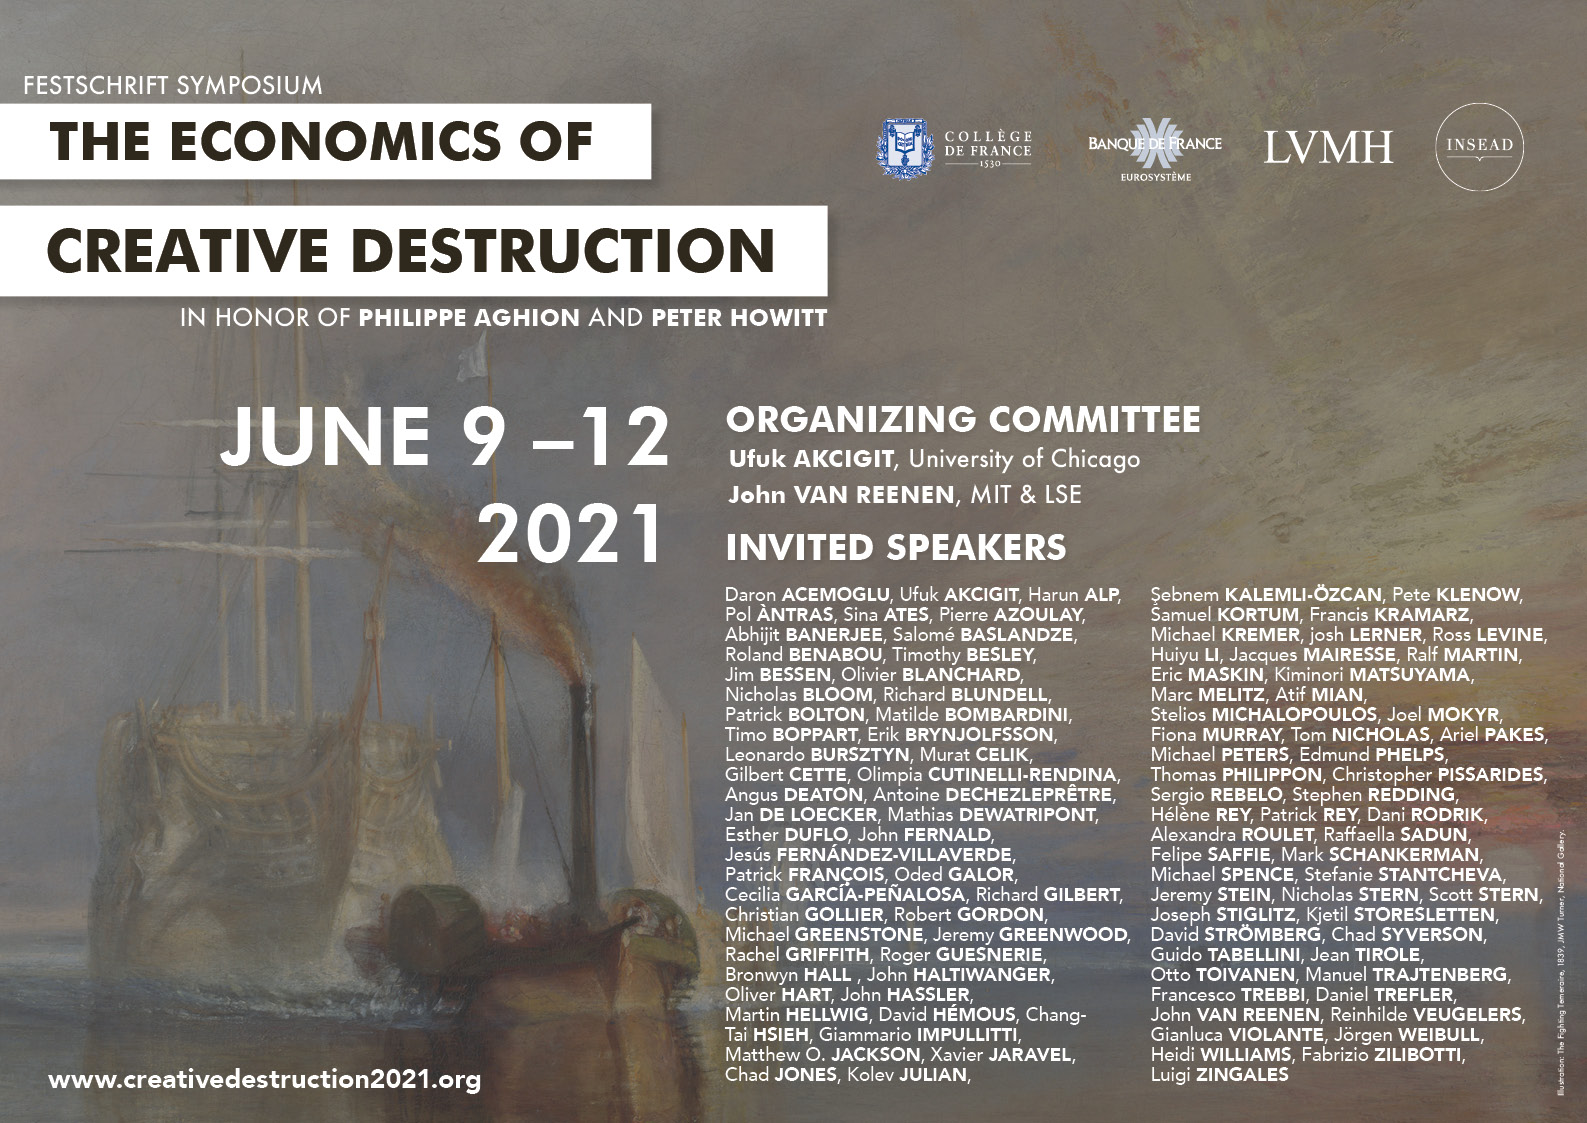 FESTSCHRIFT SYMPOSIUM
THE ECONOMICS OF
CREATIVE DESTRUCTION
IN HONOR OF PHILIPPE AGHION AND PETER HOWITT
COLLÈGE
DE FRANCE
1530
BANQUE DE FRANCE
EUROSYSTÈME
LVMH
INSEAD
JUNE 9 –12
2021
ORGANIZING COMMITTEE
Ufuk AKCIGIT, University of Chicago
John VAN REENEN, MIT & LSE
INVITED SPEAKERS
Daron ACEMOGLU, Ufuk AKCIGIT, Harun ALP,
Pol ÀNTRAS, Sina ATES, Pierre AZOULAY,
Abhijit BANERJEE, Salomé BASLANDZE,
Roland BENABOU, Timothy BESLEY,
Jim BESSEN, Olivier BLANCHARD,
Nicholas BLOOM, Richard BLUNDELL,
Patrick BOLTON, Matilde BOMBARDINI,
Timo BOPPART, Erik BRYNJOLFSSON,
Leonardo BURSZTYN, Murat CELIK,
Gilbert CETTE, Olimpia CUTINELLI-RENDINA,
Angus DEATON, Antoine DECHEZLEPRÊTRE,
Jan DE LOECKER, Mathias DEWATRIPONT,
Esther DUFLO, John FERNALD,
Jesús FERNÁNDEZ-VILLAVERDE,
Patrick FRANÇOIS, Oded GALOR,
Cecilia GARCÍA-PEÑALOSA, Richard GILBERT,
Christian GOLLIER, Robert GORDON,
Michael GREENSTONE, Jeremy GREENWOOD,
Rachel GRIFFITH, Roger GUESNERIE,
Bronwyn HALL , John HALTIWANGER,
Oliver HART, John HASSLER,
Martin HELLWIG, David HÉMOUS, Chang-
Tai HSIEH, Giammario IMPULLITTI,
Matthew O. JACKSON, Xavier JARAVEL,
Chad JONES, Kolev JULIAN,
Şebnem KALEMLI-ÖZCAN, Pete KLENOW,
Samuel KORTUM, Francis KRAMARZ,
Michael KREMER, josh LERNER, Ross LEVINE,
Huiyu LI, Jacques MAIRESSE, Ralf MARTIN,
Eric MASKIN, Kiminori MATSUYAMA,
Marc MELITZ, Atif MIAN,
Stelios MICHALOPOULOS, Joel MOKYR,
Fiona MURRAY, Tom NICHOLAS, Ariel PAKES,
Michael PETERS, Edmund PHELPS,
Thomas PHILIPPON, Christopher PISSARIDES,
Sergio REBELO, Stephen REDDING,
Hélène REY, Patrick REY, Dani RODRIK,
Alexandra ROULET, Raffaella SADUN,
Felipe SAFFIE, Mark SCHANKERMAN,
Michael SPENCE, Stefanie STANTCHEVA,
Jeremy STEIN, Nicholas STERN, Scott STERN,
Joseph STIGLITZ, Kjetil STORESLETTEN,
David STRÖMBERG, Chad SYVERSON,
Guido TABELLINI, Jean TIROLE,
Otto TOIVANEN, Manuel TRAJTENBERG,
Francesco TREBBI, Daniel TREFLER,
John VAN REENEN, Reinhilde VEUGELERS,
Gianluca VIOLANTE, Jörgen WEIBULL,
Heidi WILLIAMS, Fabrizio ZILIBOTTI,
Luigi ZINGALES
www.creativedestruction2021.org
Illustration: The Fighting Temeraire, 1839, JMW Turner, National Gallery.